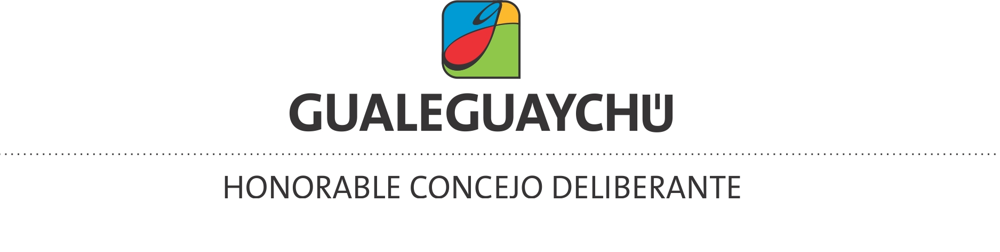 GUALEGUAYCHÚ
HONORABLE CONCEJO DELIBERANTE